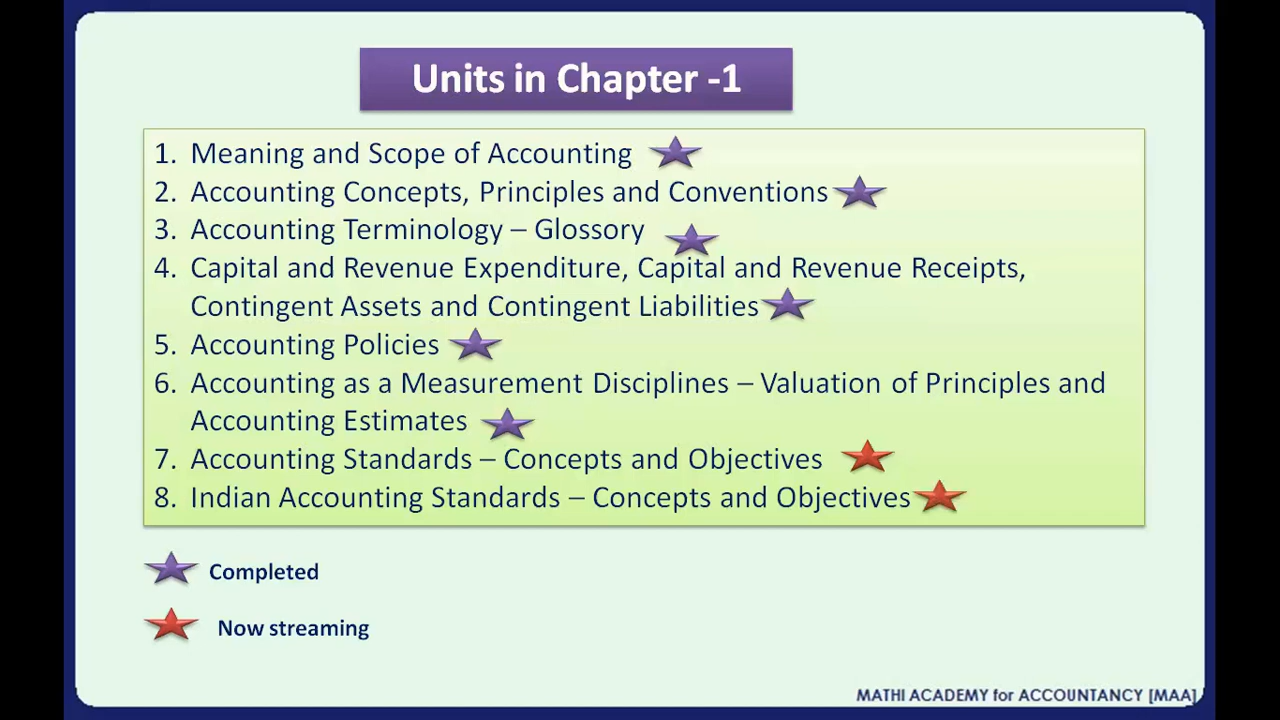 Units in Chapter -1
1. Meaning and Scope of Accounting
2. Accounting Concepts, Principles and Conventions
3. Accounting Terminology – Glossory
4. Capital and Revenue Expenditure, Capital and Revenue Receipts,
Contingent Assets and Contingent Liabilities
5. Accounting Policies
6. Accounting as a Measurement Disciplines – Valuation of Principles and
Accounting Estimates
7. Accounting Standards – Concepts and Objectives
8. Indian Accounting Standards – Concepts and Objectives
Completed
Now streaming
MATHI ACADEMY for ACCOUNTANCY [MAA]